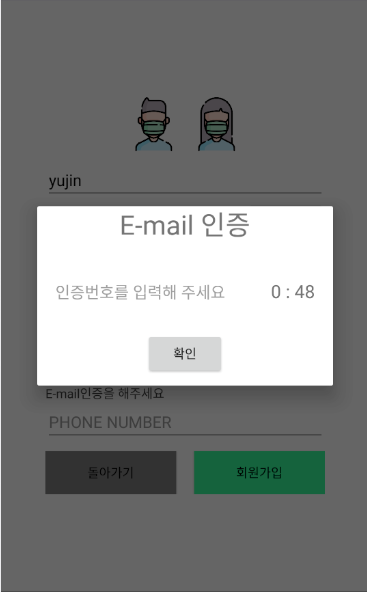 yujin
E-mail 인증
인증번호를 입력해 주세요 0 : 48
확인
E-mail인증을 해주세요
PHONE NUMBER
돌아가기 회원가입